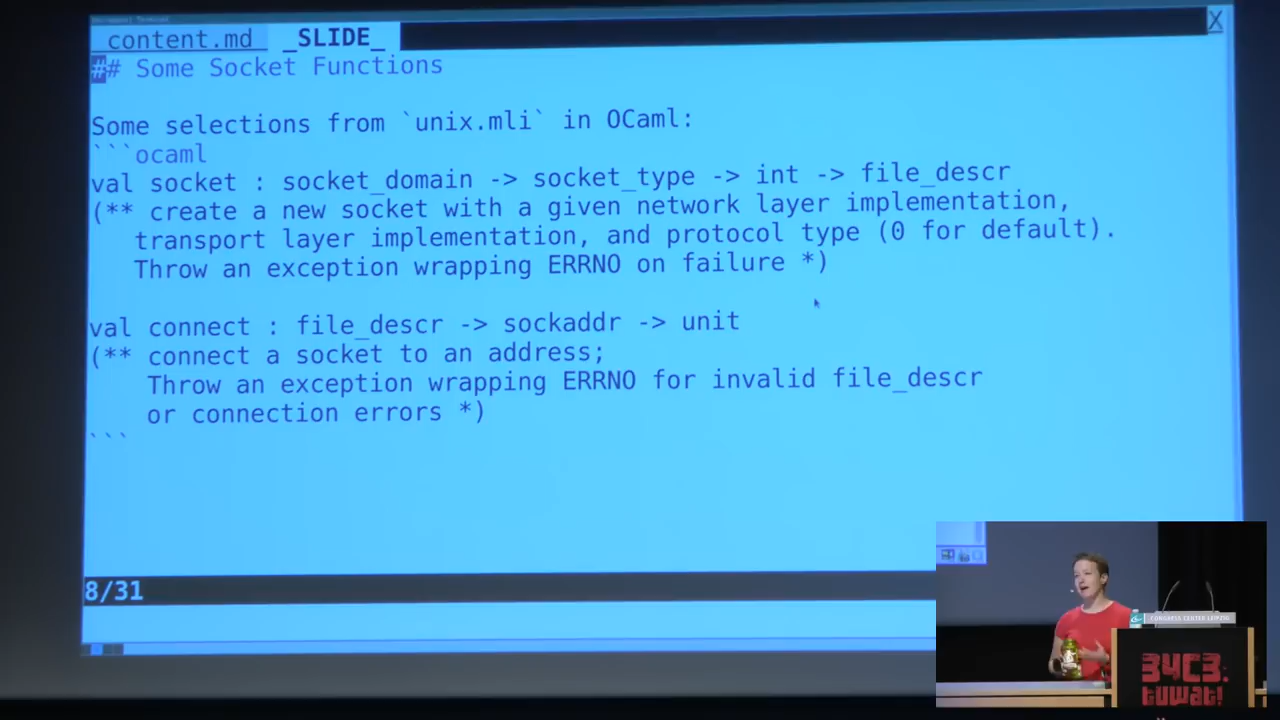 content.md _SLIDE_ X
## Some Socket Functions
Some selections from `unix.mli` in OCaml:
```ocaml
val socket : socket_domain -> socket_type -> int -> file_descr
(** create a new socket with a given network layer implementation,
transport layer implementation, and protocol type (0 for default).
Throw an exception wrapping ERRNO on failure *)
val connect : file_descr -> sockaddr -> unit
(** connect a socket to an address;
Throw an exception wrapping ERRNO for invalid file_descr
or connection errors *)
```
8/31
CONGRESS CENTER LEIPZIG
34C3.
tuwat!